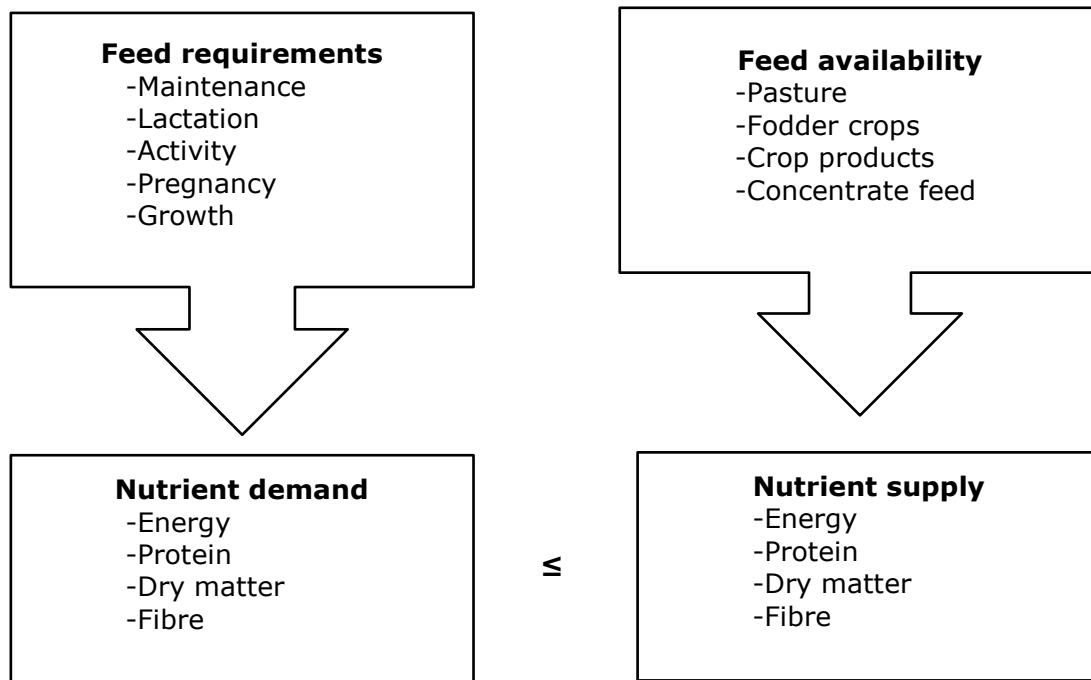 Feed requirements
-Maintenance
-Lactation
-Activity
-Pregnancy
-Growth
Feed availability
-Pasture
-Fodder crops
-Crop products
-Concentrate feed
Nutrient demand
-Energy
-Protein
-Dry matter
-Fibre
≤
Nutrient supply
-Energy
-Protein
-Dry matter
-Fibre